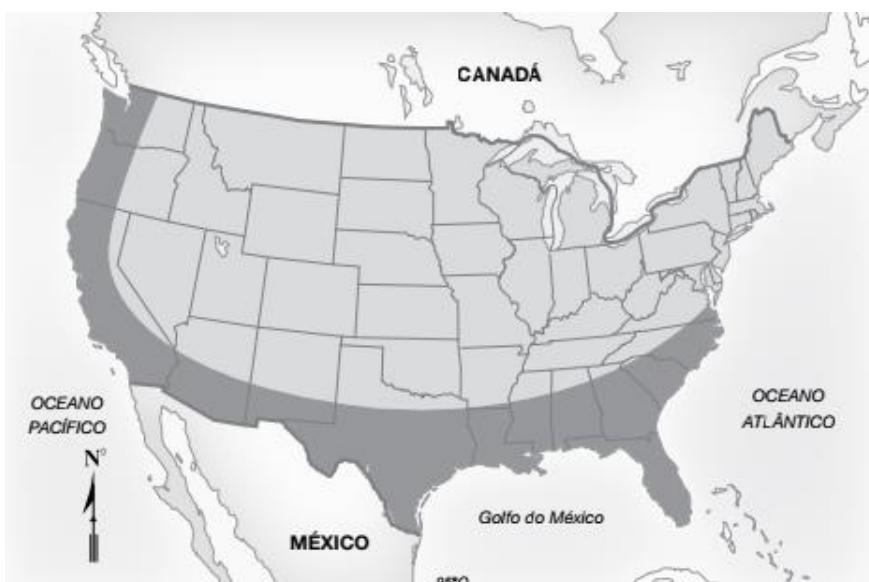 CANADÁ
OCEANO
PACÍFICO
OCEANO
ATLÂNTICO
N
Golfo do México
MÉXICO